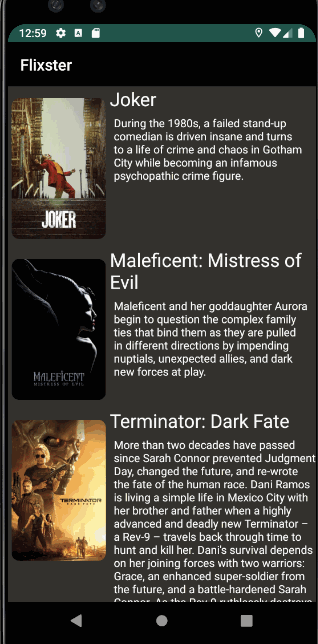 12:59
Flixster
Joker
During the 1980s, a failed stand-up
comedian is driven insane and turns
to a life of crime and chaos in Gotham
City while becoming an infamous
psychopathic crime figure.
JOKER
Maleficent: Mistress of
Evil
Maleficent and her goddaughter Aurora
begin to question the complex family
ties that bind them as they are pulled
in different directions by impending
nuptials, unexpected allies, and dark
new forces at play.
MALEFICENT
MISTRESS OF EVIL
Terminator: Dark Fate
More than two decades have passed
since Sarah Connor prevented Judgment
Day, changed the future, and re-wrote
the fate of the human race. Dani Ramos
is living a simple life in Mexico City with
her brother and father when a highly
advanced and deadly new Terminator –
a Rev-9 – travels back through time to
hunt and kill her. Dani's survival depends
on her joining forces with two warriors:
Grace, an enhanced super-soldier from
the future, and a battle-hardened Sarah
Connor. As the Rev-9 ruthlessly destroys
TERMINATOR
DARK FATE